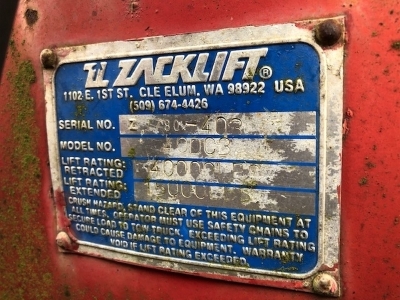 ZACKLIFT®
1102 E. 1ST ST. CLE ELUM, WA 98922 USA
(509) 674-4426
SERIAL NO. Z
MODEL NO.
LIFT RATING:
RETRACTED
LIFT RATING:
EXTENDED
CRUSH HAZARD, STAND CLEAR OF THIS EQUIPMENT AT
ALL TIMES. OPERATOR MUST USE SAFETY CHAINS TO
SECURE LOAD TO TOW TRUCK. EXCEEDING LIFT RATING
COULD CAUSE DAMAGE TO EQUIPMENT. WARRANTY
VOID IF LIFT RATING EXCEEDED.